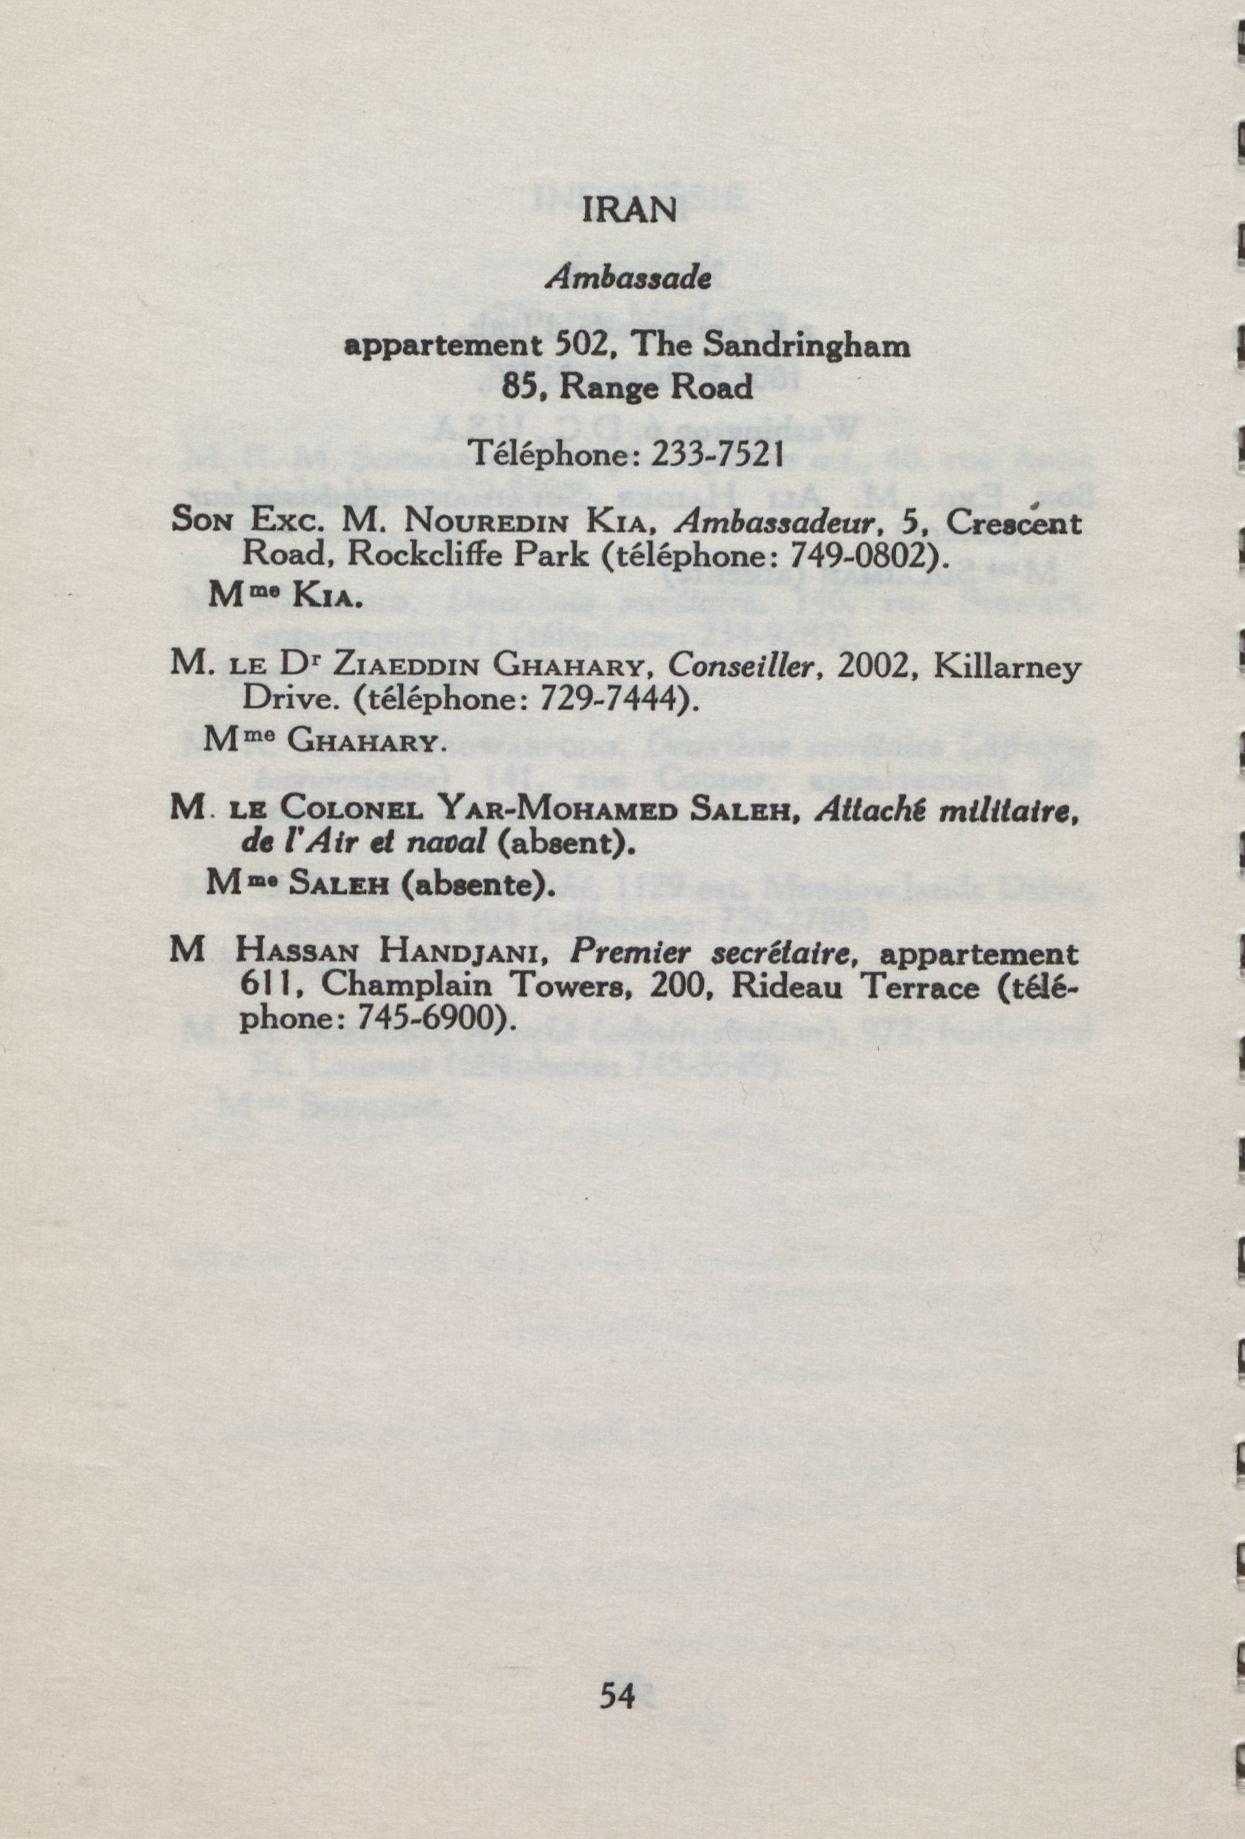 IRAN
Ambassade
appartement 502, The Sandringham
85, Range Road
Téléphone: 233-7521
SON EXC. M. NOUREDIN KIA, Ambassadeur, 5, Crescent
Road, Rockcliffe Park (téléphone: 749-0802).
Mme KIA.
M. LE Dr ZIAEDDIN GHAHARY, Conseiller, 2002, Killarney
Drive. (téléphone: 729-7444).
Mme GHAHARY.
M. LE COLONEL YAR-MOHAMED SALEH, Attaché militaire,
de l'Air et naval (absent).
Mme SALEH (absente).
M HASSAN HANDJANI, Premier secrétaire, appartement
611, Champlain Towers, 200, Rideau Terrace (télé-
phone: 745-6900).
54